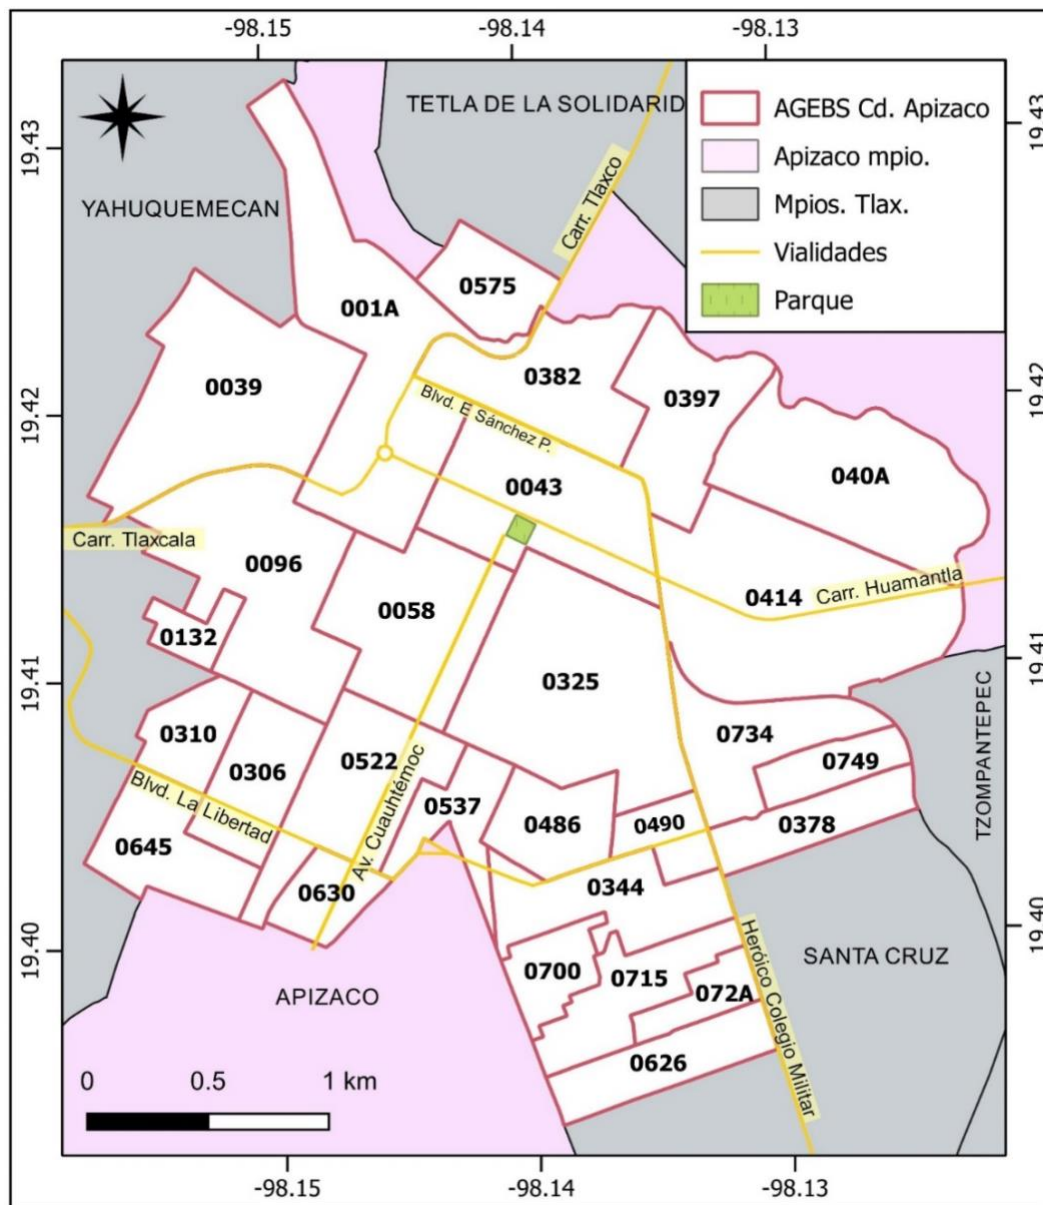 -98.15
-98.14
-98.13
19.43
19.42
19.41
19.40
19.43
19.42
19.41
19.40
TETLA DE LA SOLIDARID
YAHUQUEMECAN
AGEBS Cd. Apizaco
Apizaco mpio.
Mpios. Tlax.
Vialidades
Parque
Carr. Tlaxco
0575
001A
0382
0039
0397
Blvd. E Sánchez P.
040A
0043
Carr. Tlaxcala
0096
0414
Carr. Huamantla
0058
0132
0325
TZOMPANTEPEC
0310
0734
0522
0749
0306
Av. Cuauhtémoc
Blvd. La Libertad
0537
0486
0490
0378
0645
0630
0344
Heróico Colegio Militar
SANTA CRUZ
0700
0715
072A
APIZACO
0626
0
0.5
1 km
-98.15
-98.14
-98.13